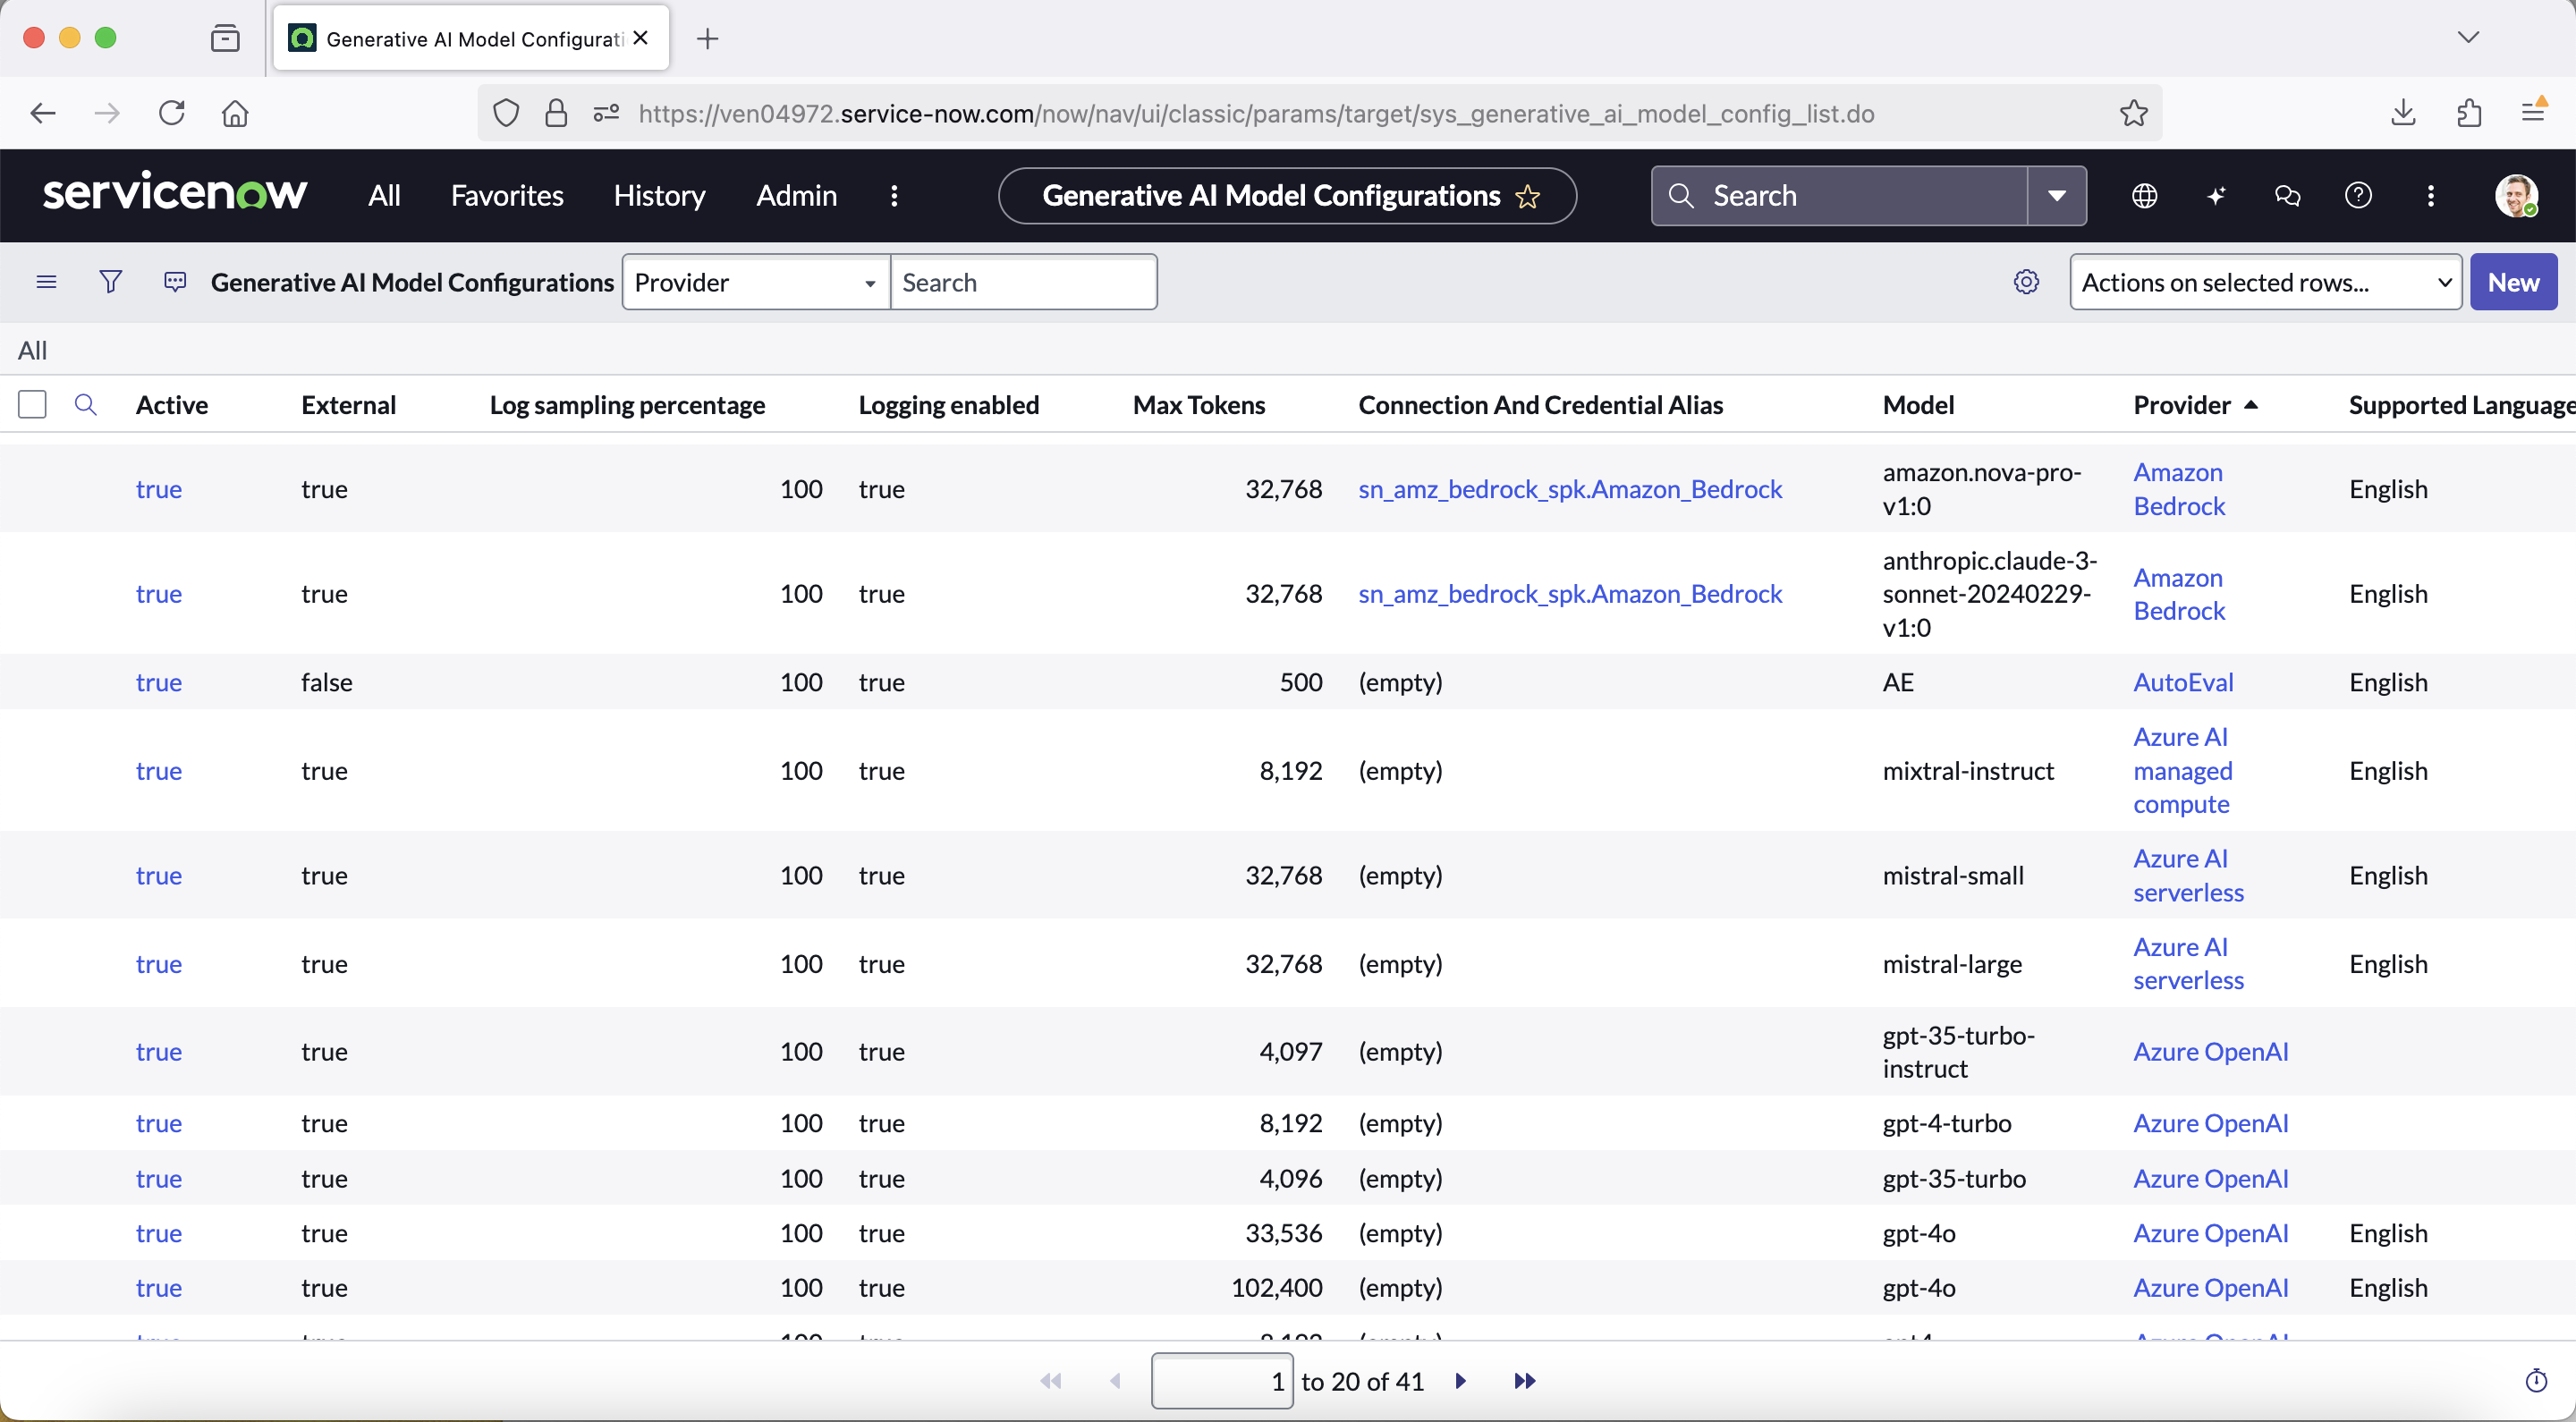 Generative AI Model Configurati
https://ven04972.service-now.com/now/nav/ui/classic/params/target/sys_generative_ai_model_config_list.do
servicenow All Favorites History Admin Generative AI Model Configurations Search
Generative AI Model Configurations Provider Search Actions on selected rows... New
All
Active External Log sampling percentage Logging enabled Max Tokens Connection And Credential Alias Model Provider Supported Language
true true 100 true 32,768 sn_amz_bedrock_spk.Amazon_Bedrock amazon.nova-pro- Amazon English
v1:0 Bedrock
true true 100 true 32,768 sn_amz_bedrock_spk.Amazon_Bedrock anthropic.claude-3- Amazon English
sonnet-20240229- Bedrock
v1:0
true false 100 true 500 (empty) AE AutoEval English
true true 100 true 8,192 (empty) mixtral-instruct Azure AI English
managed
compute
true true 100 true 32,768 (empty) mistral-small Azure AI English
serverless
true true 100 true 32,768 (empty) mistral-large Azure AI English
serverless
true true 100 true 4,097 (empty) gpt-35-turbo- Azure OpenAI
instruct
true true 100 true 8,192 (empty) gpt-4-turbo Azure OpenAI
true true 100 true 4,096 (empty) gpt-35-turbo Azure OpenAI
true true 100 true 33,536 (empty) gpt-4o Azure OpenAI English
true true 100 true 102,400 (empty) gpt-4o Azure OpenAI English
1 to 20 of 41